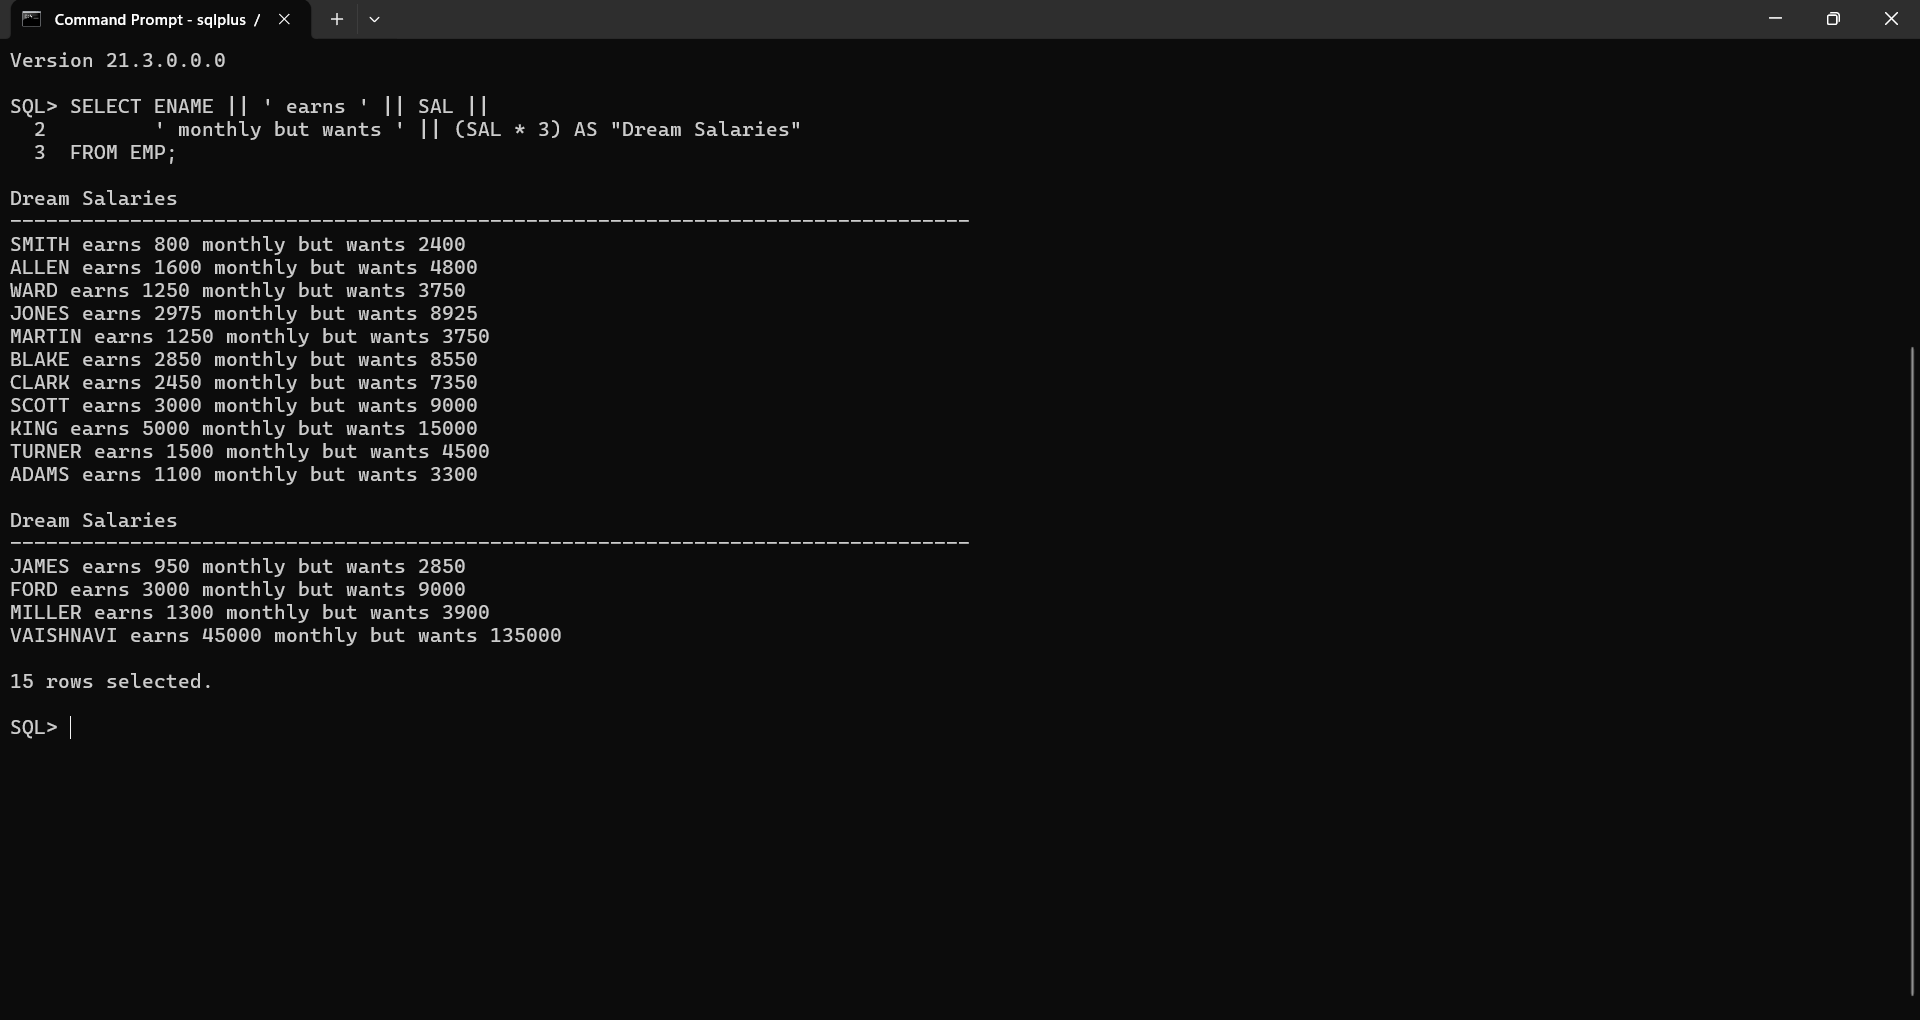 Command Prompt - sqlplus /
Version 21.3.0.0.0
SQL> SELECT ENAME || ' earns ' || SAL ||
  2         ' monthly but wants ' || (SAL * 3) AS "Dream Salaries"
  3  FROM EMP;
Dream Salaries
--------------------------------------------------------------------------------
SMITH earns 800 monthly but wants 2400
ALLEN earns 1600 monthly but wants 4800
WARD earns 1250 monthly but wants 3750
JONES earns 2975 monthly but wants 8925
MARTIN earns 1250 monthly but wants 3750
BLAKE earns 2850 monthly but wants 8550
CLARK earns 2450 monthly but wants 7350
SCOTT earns 3000 monthly but wants 9000
KING earns 5000 monthly but wants 15000
TURNER earns 1500 monthly but wants 4500
ADAMS earns 1100 monthly but wants 3300
Dream Salaries
--------------------------------------------------------------------------------
JAMES earns 950 monthly but wants 2850
FORD earns 3000 monthly but wants 9000
MILLER earns 1300 monthly but wants 3900
VAISHNAVI earns 45000 monthly but wants 135000
15 rows selected.
SQL>